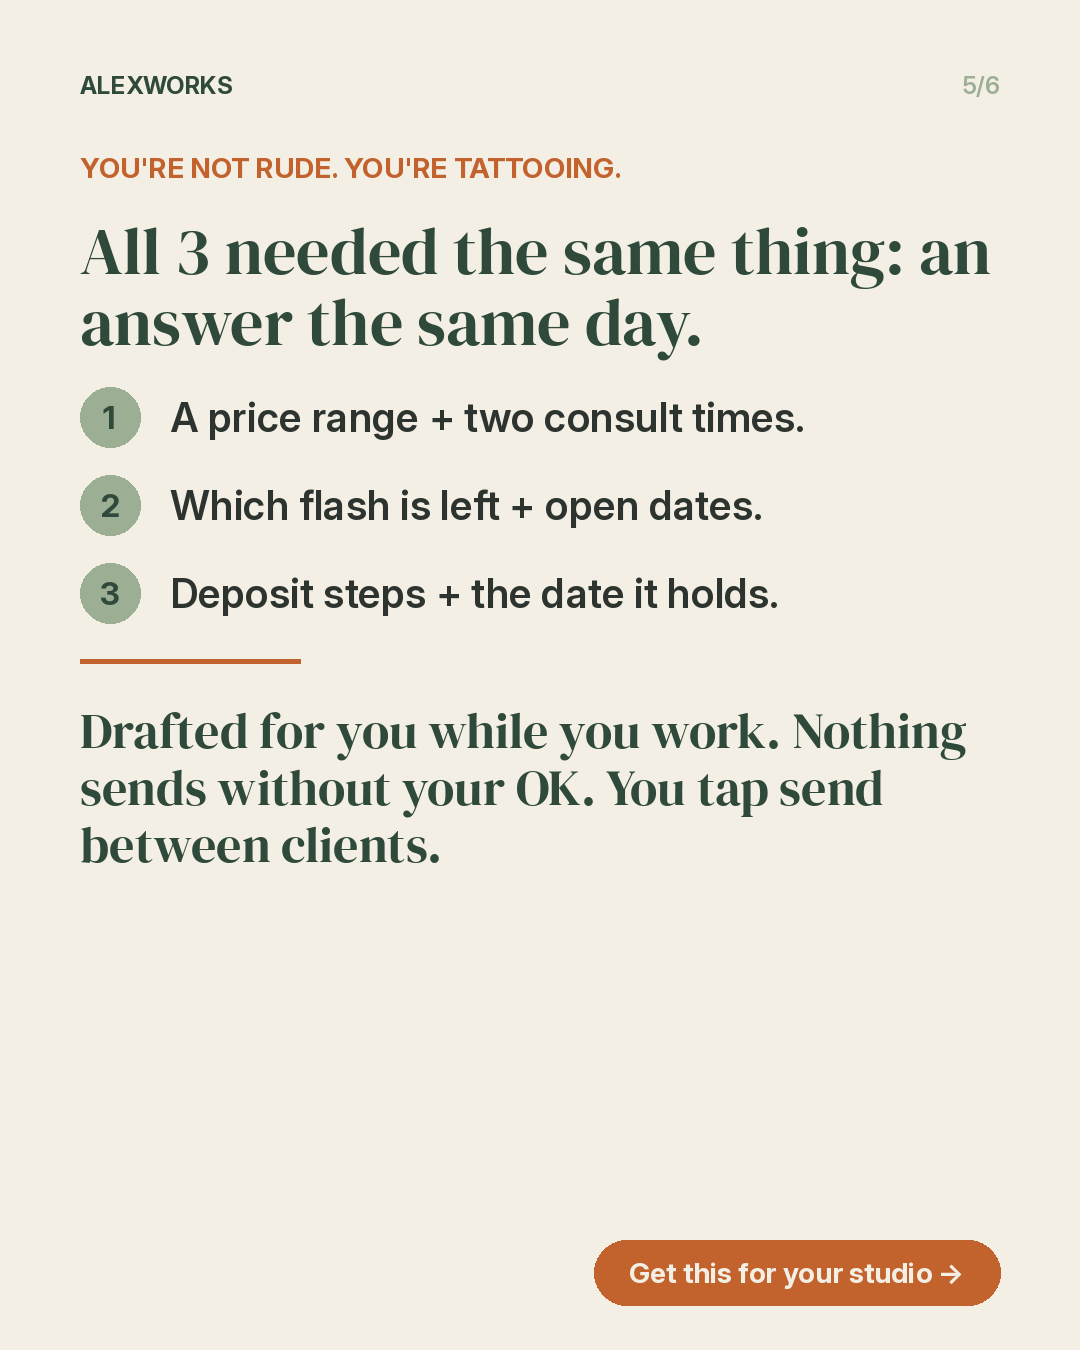 ALEXWORKS
5/6
YOU'RE NOT RUDE. YOU'RE TATTOOING.
All 3 needed the same thing: an
answer the same day.
1 A price range + two consult times.
2 Which flash is left + open dates.
3 Deposit steps + the date it holds.
Drafted for you while you work. Nothing
sends without your OK. You tap send
between clients.
Get this for your studio →